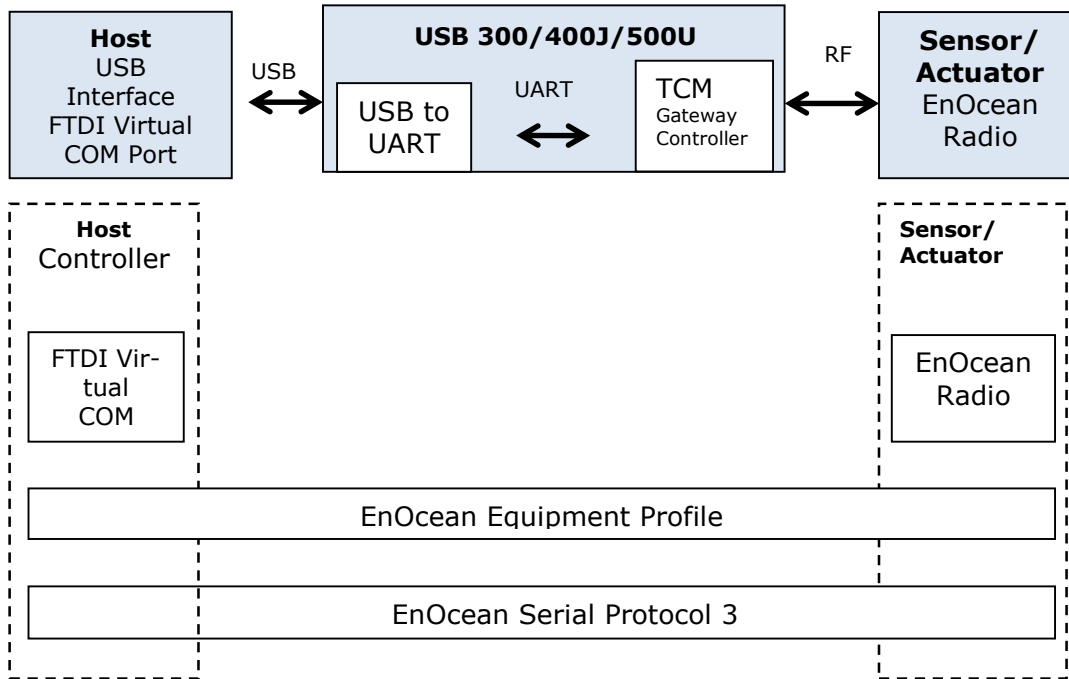 Host
USB
Interface
FTDI Virtual
COM Port
USB
USB 300/400J/500U
USB to
UART
UART
TCM
Gateway
Controller
RF
Sensor/
Actuator
EnOcean
Radio
Host
Controller
FTDI Vir-
tual
COM
Sensor/
Actuator
EnOcean
Radio
EnOcean Equipment Profile
EnOcean Serial Protocol 3